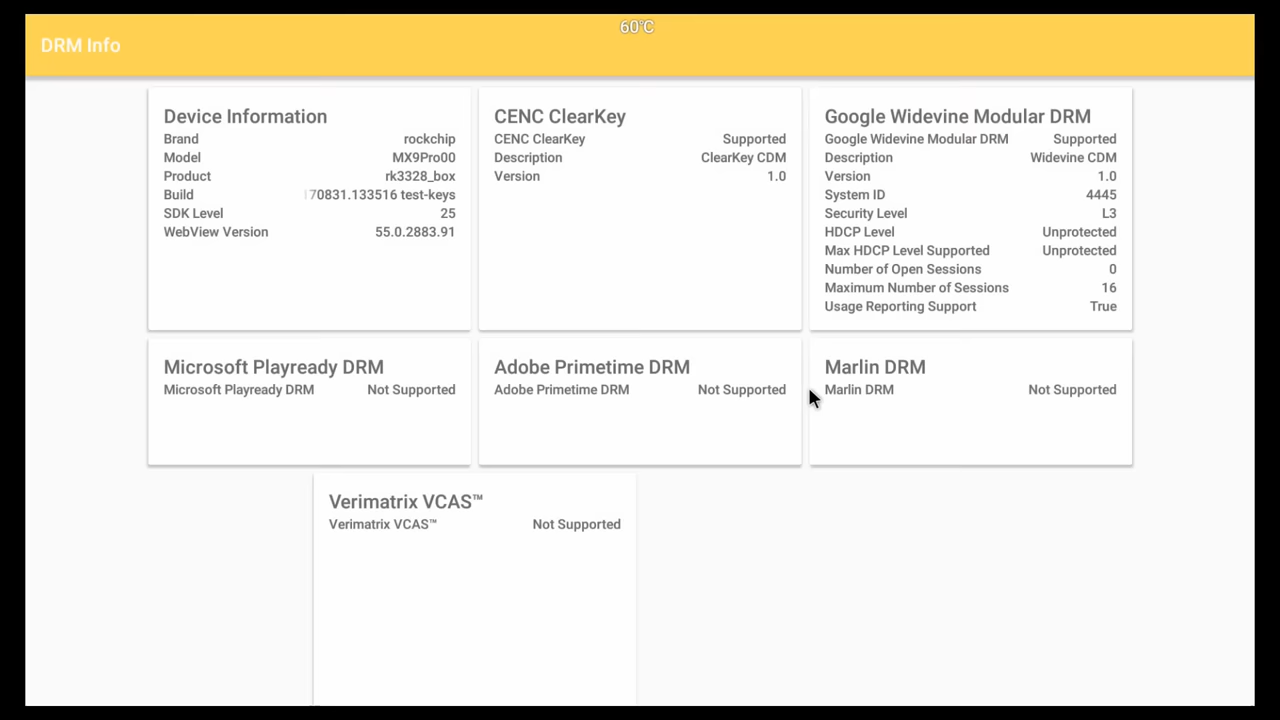 60℃
DRM Info
Device Information
Brand rockchip
Model MX9Pro00
Product rk3328_box
Build 70831.133516 test-keys
SDK Level 25
WebView Version 55.0.2883.91
CENC ClearKey
CENC ClearKey Supported
Description ClearKey CDM
Version 1.0
Google Widevine Modular DRM
Google Widevine Modular DRM Supported
Description Widevine CDM
Version 1.0
System ID 4445
Security Level L3
HDCP Level Unprotected
Max HDCP Level Supported Unprotected
Number of Open Sessions 0
Maximum Number of Sessions 16
Usage Reporting Support True
Microsoft Playready DRM
Microsoft Playready DRM Not Supported
Adobe Primetime DRM
Adobe Primetime DRM Not Supported
Marlin DRM
Marlin DRM Not Supported
Verimatrix VCAS™
Verimatrix VCAS™ Not Supported